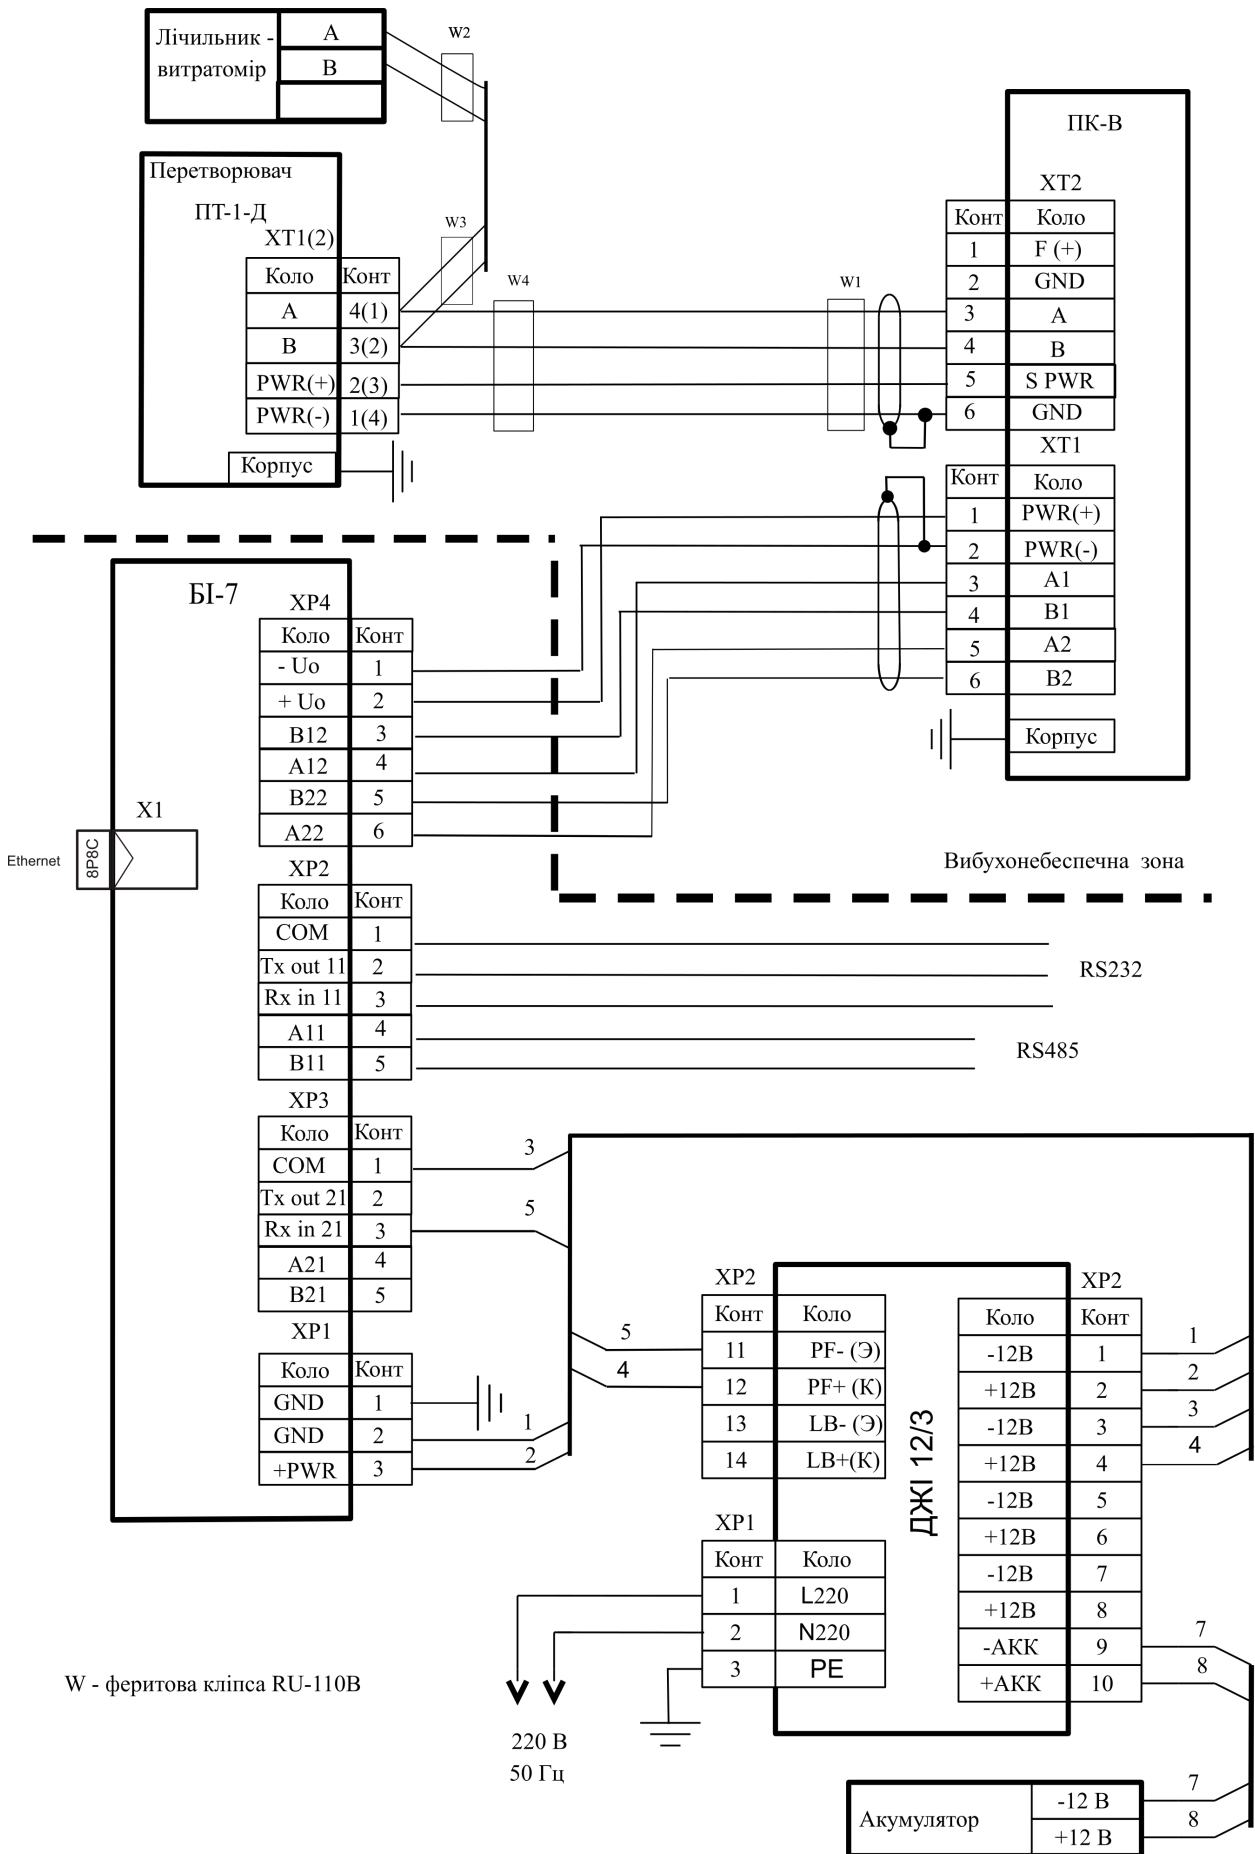 Лічильник -
витратомір
A
B
W2
Перетворювач
ПТ-1-Д
XT1(2)
Коло Конт
A 4(1)
B 3(2)
PWR(+) 2(3)
PWR(-) 1(4)
Корпус
W3
W4
W1
ПК-В
XT2
Конт Коло
1 F (+)
2 GND
3 A
4 B
5 S PWR
6 GND
XT1
Конт Коло
1 PWR(+)
2 PWR(-)
3 A1
4 B1
5 A2
6 B2
Корпус
Вибухонебезпечна зона
БІ-7
XP4
Коло Конт
- Uo 1
+ Uo 2
B12 3
A12 4
B22 5
A22 6
X1
Ethernet
8P8C
XP2
Коло Конт
COM 1
Tx out 11 2
Rx in 11 3
A11 4
B11 5
RS232
RS485
XP3
Коло Конт
COM 1
Tx out 21 2
Rx in 21 3
A21 4
B21 5
3
5
XP1
Коло Конт
GND 1
GND 2
+PWR 3
1
2
5
4
XP2
Конт Коло
11 PF- (Э)
12 PF+ (К)
13 LB- (Э)
14 LB+(К)
XP1
Конт Коло
1 L220
2 N220
3 PE
ДЖІ 12/3
XP2
Коло Конт
-12В 1
+12В 2
-12В 3
+12В 4
-12В 5
+12В 6
-12В 7
+12В 8
-АКК 9
+АКК 10
1
2
3
4
7
8
W - феритова кліпса RU-110B
220 В
50 Гц
Акумулятор
-12 В
+12 В
7
8